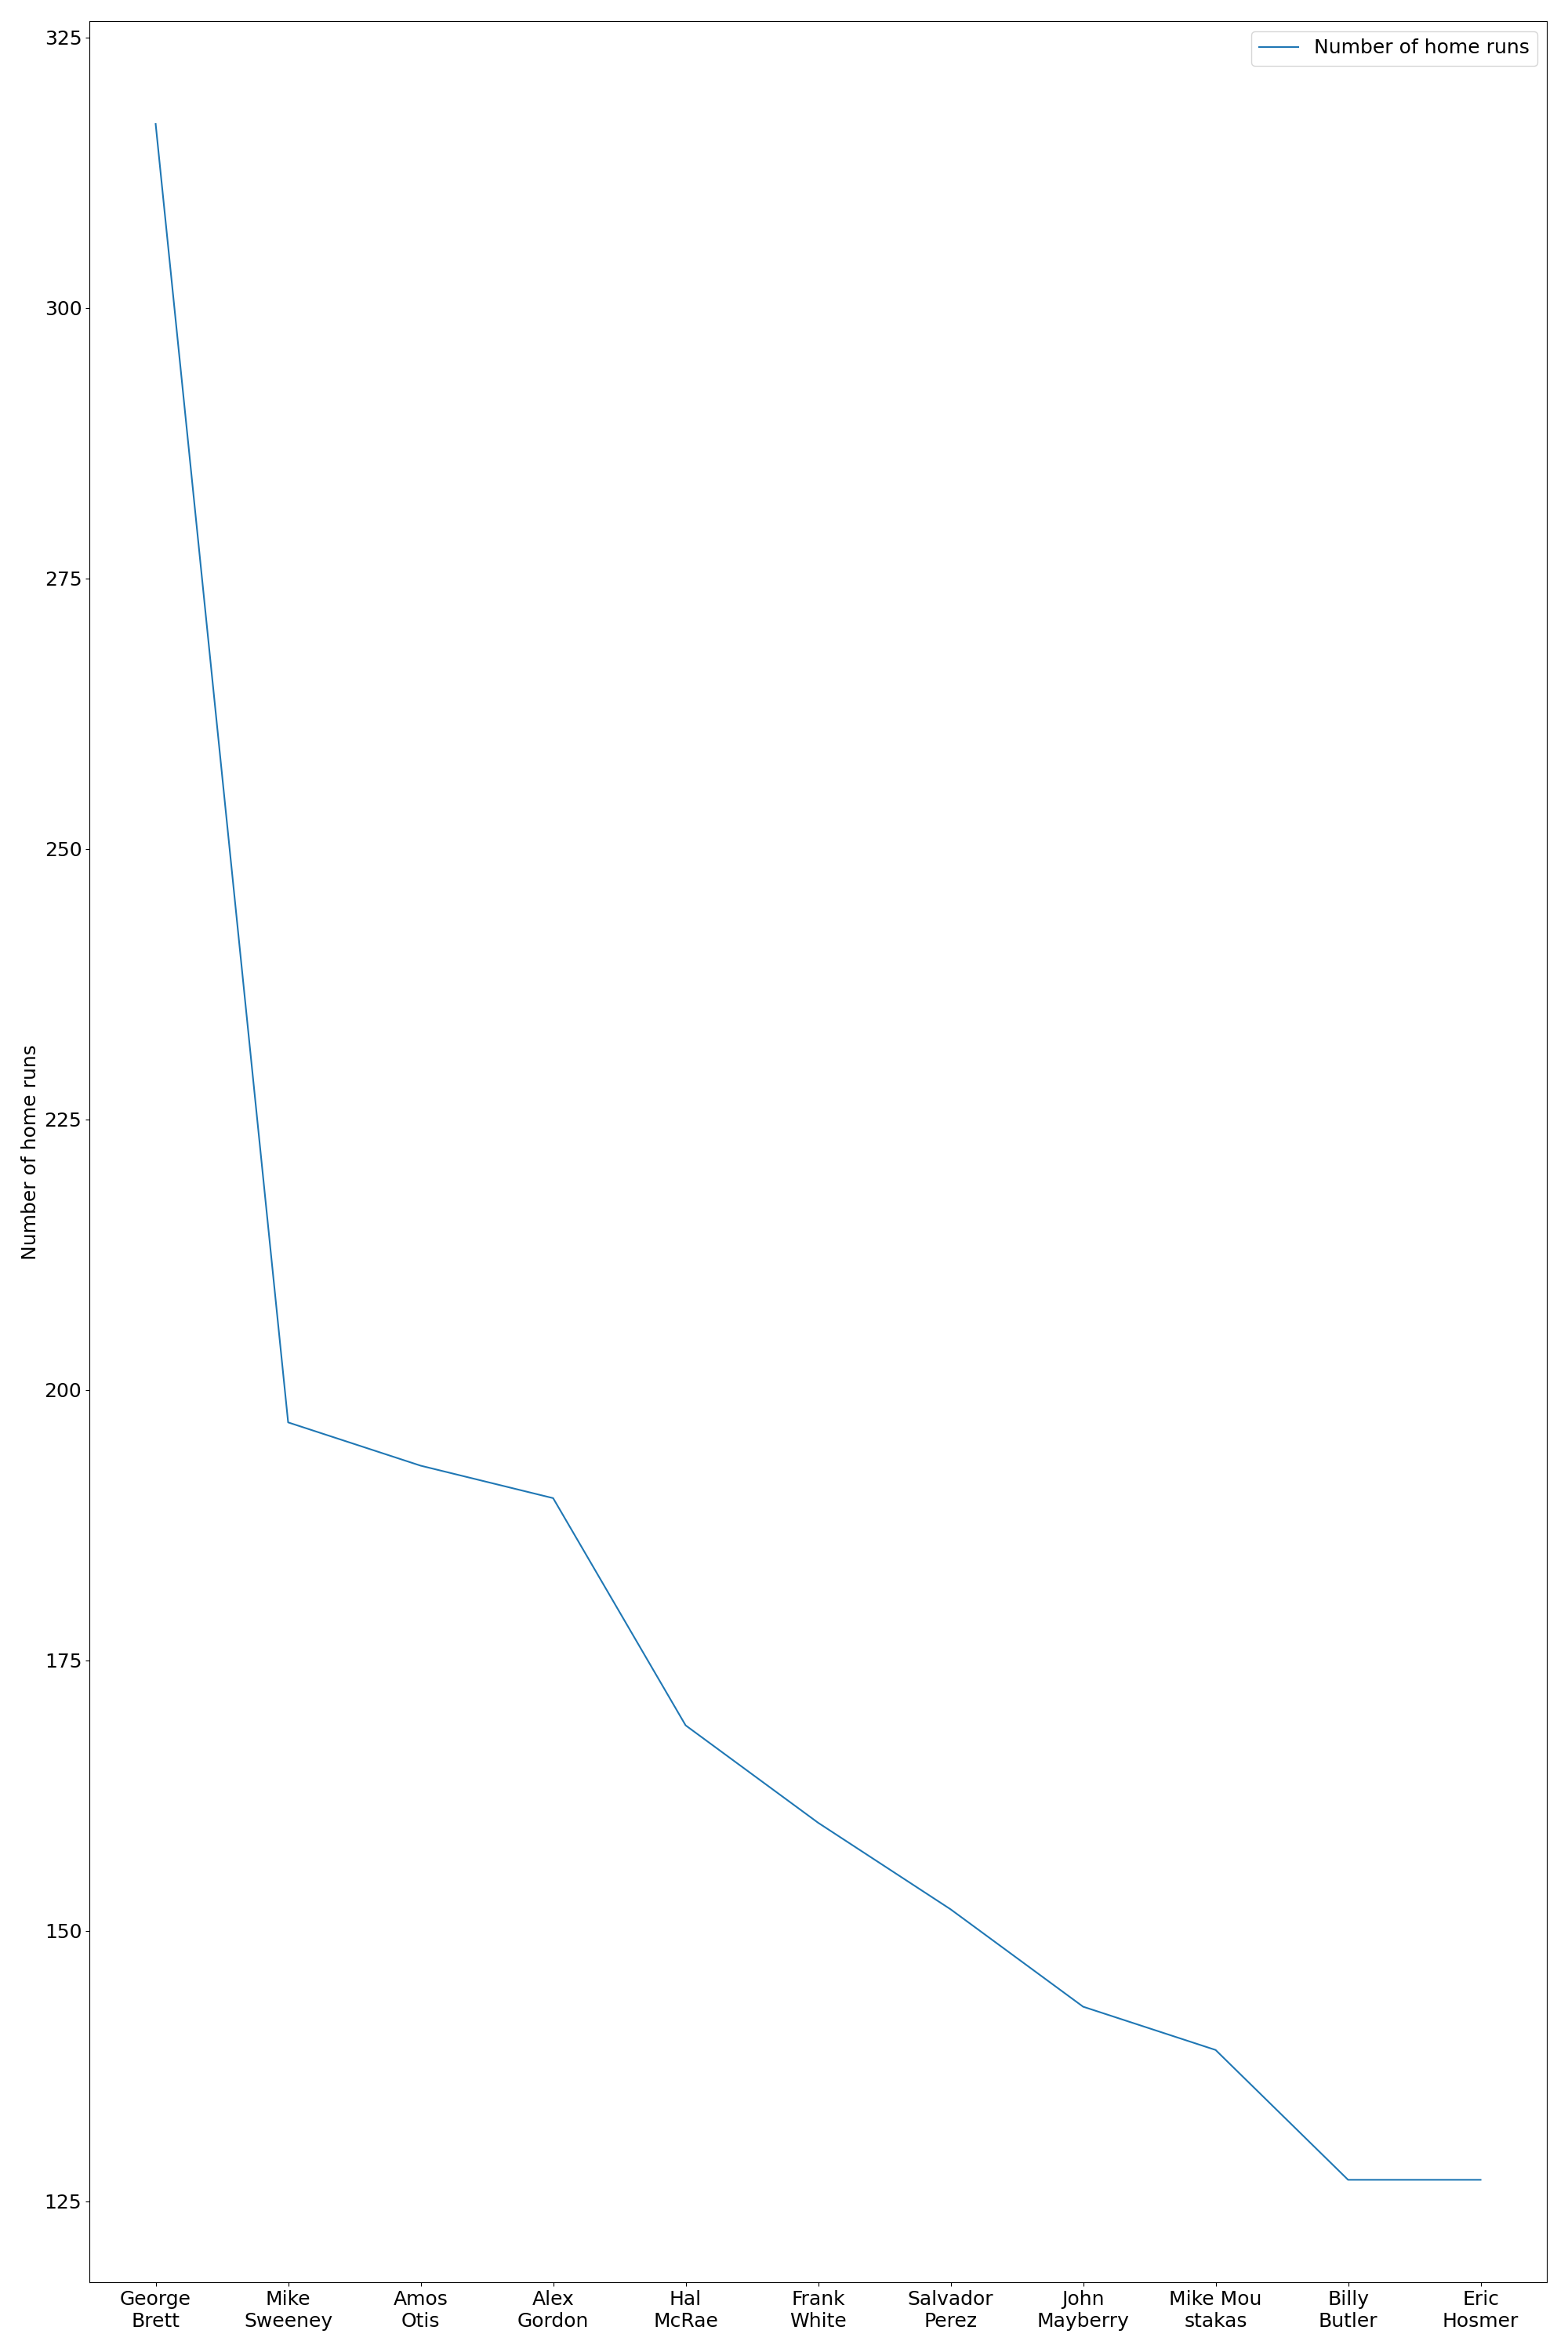 325
Number of home runs
300
275
250
225
Number of home runs
200
175
150
125
George Brett
Mike Sweeney
Amos Otis
Alex Gordon
Hal McRae
Frank White
Salvador Perez
John Mayberry
Mike Mou
stakas
Billy Butler
Eric Hosmer